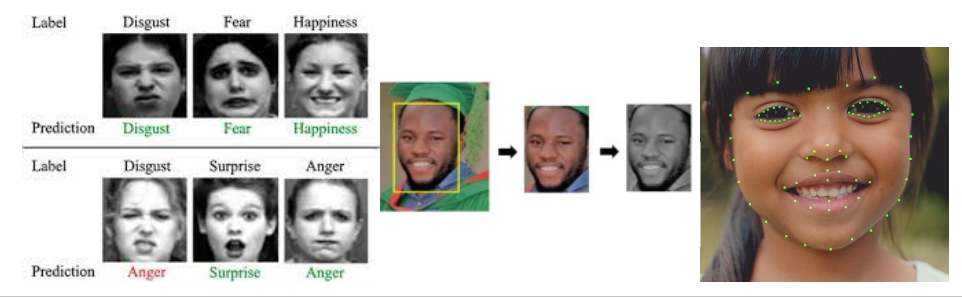 Label Disgust Fear Happiness
Prediction Disgust Fear Happiness
Label Disgust Surprise Anger
Prediction Anger Surprise Anger